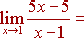 lim x→1 (5x − 5)/(x − 1) =